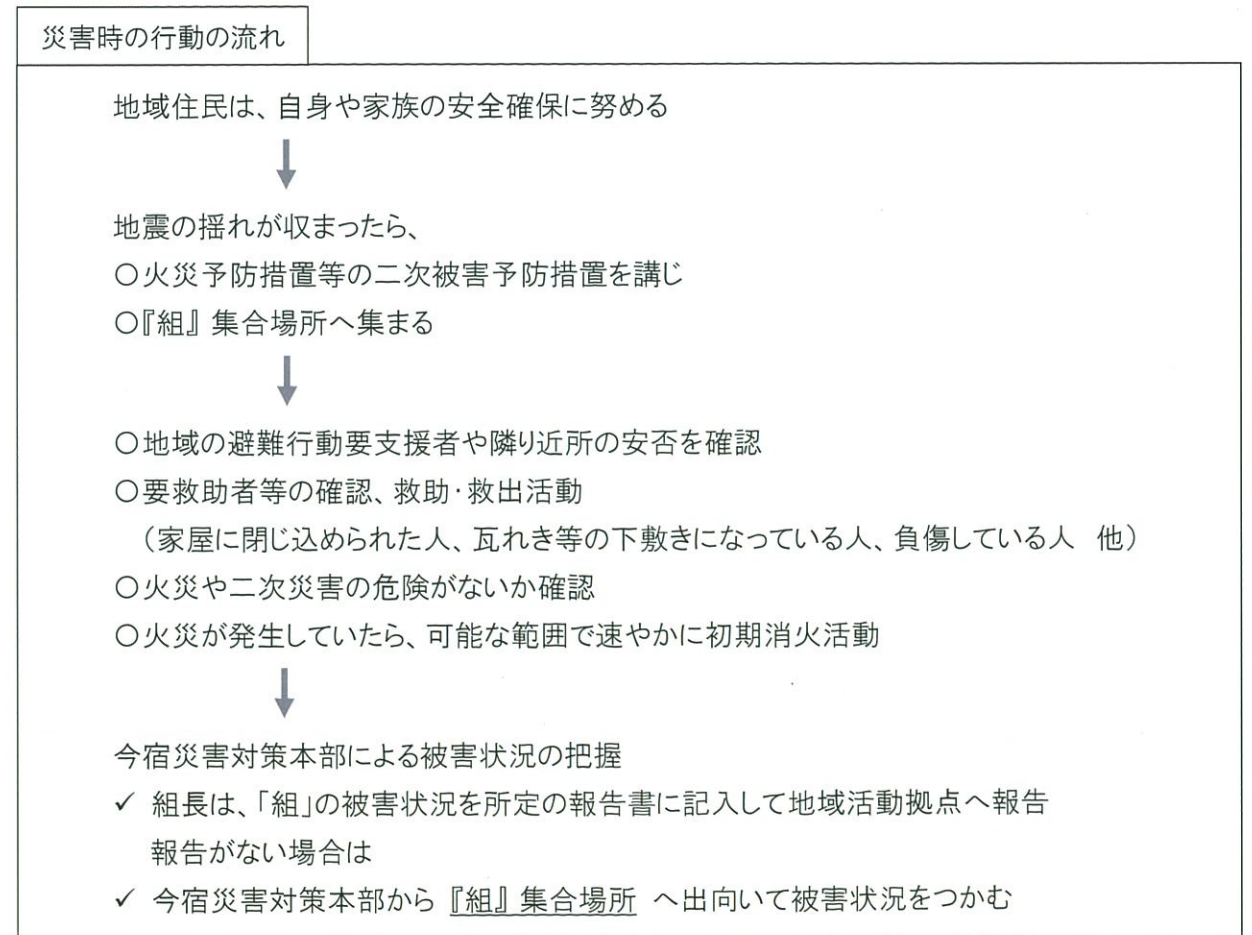 災害時の行動の流れ
地域住民は、自身や家族の安全確保に努める
地震の揺れが収まったら、
○火災予防措置等の二次被害予防措置を講じ
○『組』集合場所へ集まる
○地域の避難行動要支援者や隣り近所の安否を確認
○要救助者等の確認、救助・救出活動
（家屋に閉じ込められた人、瓦れき等の下敷きになっている人、負傷している人　他）
○火災や二次災害の危険がないか確認
○火災が発生していたら、可能な範囲で速やかに初期消火活動
今宿災害対策本部による被害状況の把握
✓ 組長は、「組」の被害状況を所定の報告書に記入して地域活動拠点へ報告
報告がない場合は
✓ 今宿災害対策本部から 『組』集合場所 へ出向いて被害状況をつかむ